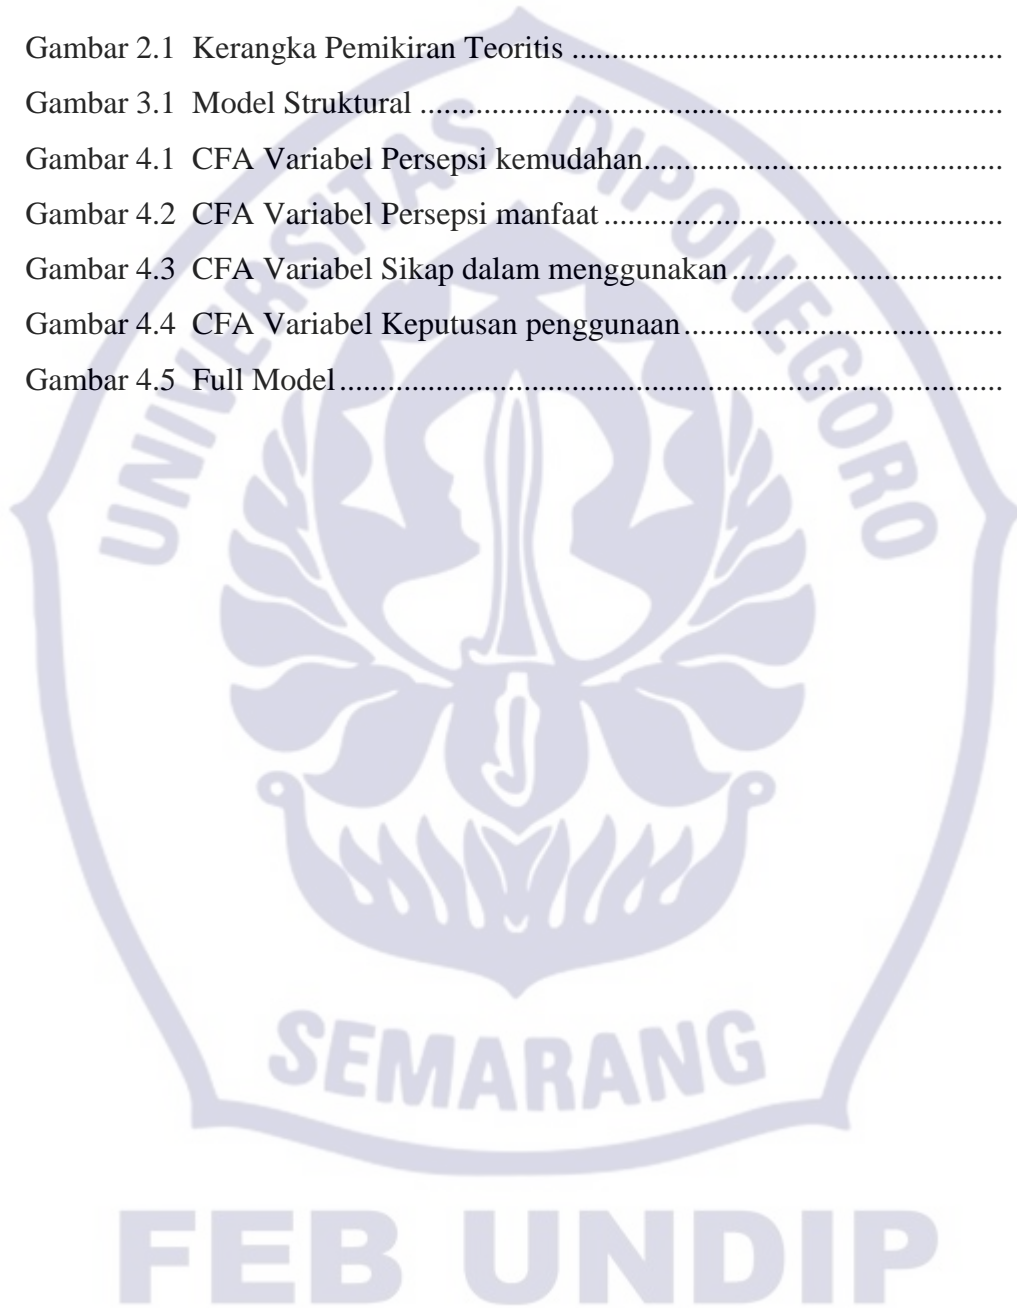 Gambar 2.1 Kerangka Pemikiran Teoritis ......................................................
Gambar 3.1 Model Struktural .........................................................................
Gambar 4.1 CFA Variabel Persepsi kemudahan.............................................
Gambar 4.2 CFA Variabel Persepsi manfaat ..................................................
Gambar 4.3 CFA Variabel Sikap dalam menggunakan ..................................
Gambar 4.4 CFA Variabel Keputusan penggunaan ........................................
Gambar 4.5 Full Model ...................................................................................
UNIVERSITAS DIPONEGORO
SEMARANG
FEB UNDIP